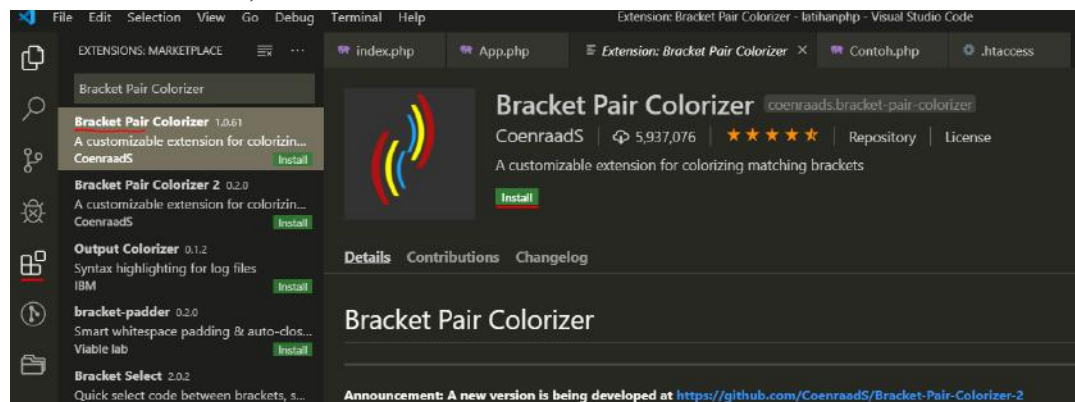 File Edit Selection View Go Debug Terminal Help Extension: Bracket Pair Colorizer - latihanphp - Visual Studio Code
EXTENSIONS: MARKETPLACE
Bracket Pair Colorizer
Bracket Pair Colorizer 1.0.61
A customizable extension for colorizin...
CoenraadS Install
Bracket Pair Colorizer 2 0.2.0
A customizable extension for colorizin...
CoenraadS Install
Output Colorizer 0.1.2
Syntax highlighting for log files
IBM Install
bracket-padder 0.2.0
Smart whitespace padding & auto-clos...
Viable lab Install
Bracket Select 2.0.2
Quick select code between brackets, s...
index.php App.php Extension: Bracket Pair Colorizer Contoh.php .htaccess
Bracket Pair Colorizer coenraads.bracket-pair-colorizer
CoenraadS 5,937,076 Repository License
A customizable extension for colorizing matching brackets
Install
Details Contributions Changelog
Bracket Pair Colorizer
Announcement: A new version is being developed at https://github.com/CoenraadS/Bracket-Pair-Colorizer-2